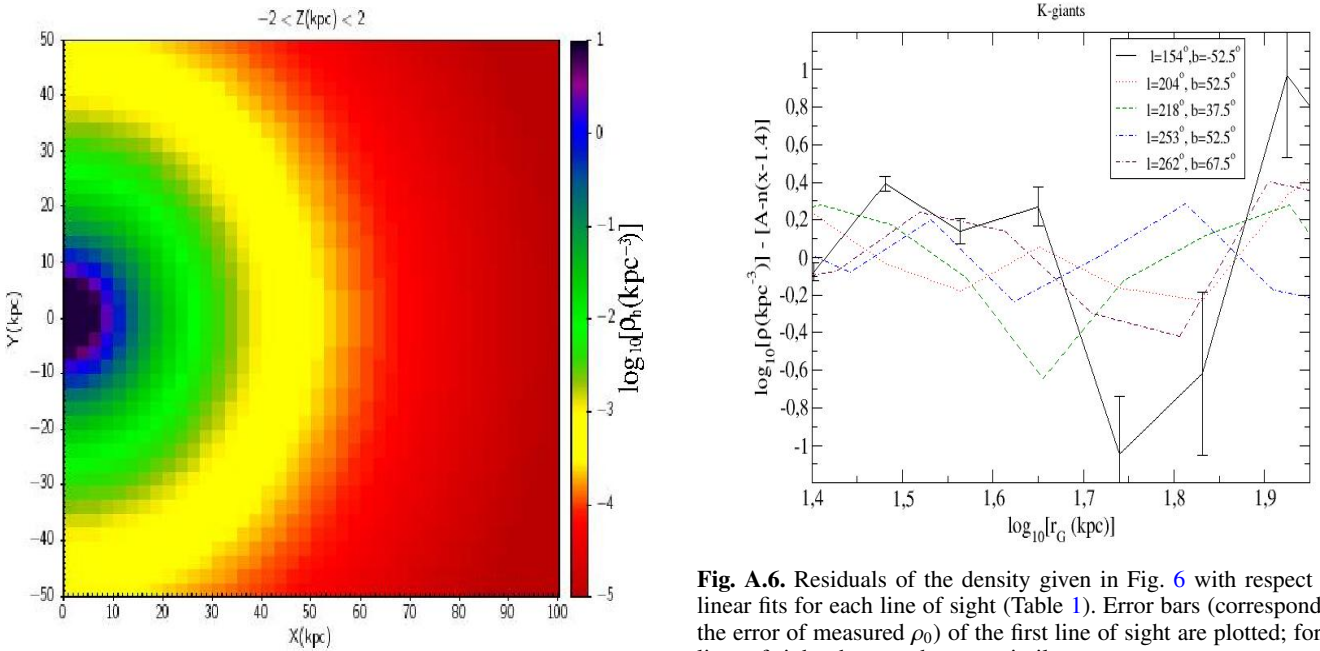 −2 < Z(kpc) < 2
50
40
30
20
10
0
−10
−20
−30
−40
−50
Y(kpc)
0 10 20 30 40 50 60 70 80 90 100
X(kpc)
1
0
−1
−2
−3
−4
−5
log₁₀[ρₕ(kpc⁻³)]
K-giants
l=154°,b=-52.5°
l=204°, b=52.5°
l=218°, b=37.5°
l=253°, b=52.5°
l=262°, b=67.5°
1
0,8
0,6
0,4
0,2
0
-0,2
-0,4
-0,6
-0,8
-1
log₁₀[ρ(kpc⁻³)] - [A-n(x-1.4)]
1,4 1,5 1,6 1,7 1,8 1,9
log₁₀[r_G (kpc)]
Fig. A.6. Residuals of the density given in Fig. 6 with respect
linear fits for each line of sight (Table 1). Error bars (correspond
the error of measured ρ₀) of the first line of sight are plotted; for